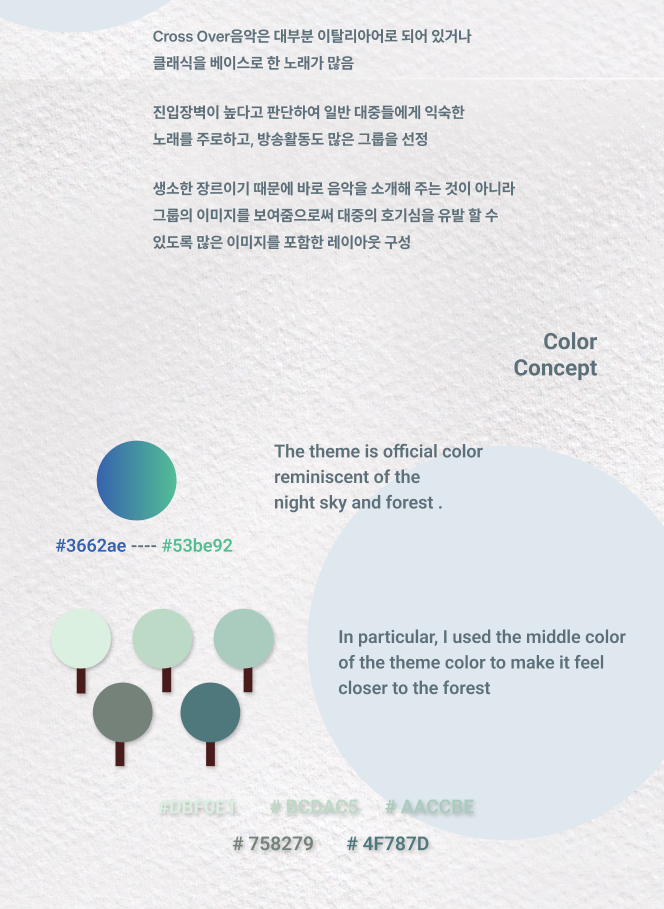 Cross Over음악은 대부분 이탈리아어로 되어 있거나
클래식을 베이스로 한 노래가 많음
진입장벽이 높다고 판단하여 일반 대중들에게 익숙한
노래를 주로하고, 방송활동도 많은 그룹을 선정
생소한 장르이기 때문에 바로 음악을 소개해 주는 것이 아니라
그룹의 이미지를 보여줌으로써 대중의 호기심을 유발 할 수
있도록 많은 이미지를 포함한 레이아웃 구성
Color
Concept
The theme is official color
reminiscent of the
night sky and forest .
#3662ae ---- #53be92
In particular, I used the middle color
of the theme color to make it feel
closer to the forest
#DBF0E1 # BCDAC5 # AACCBE
# 758279 # 4F787D